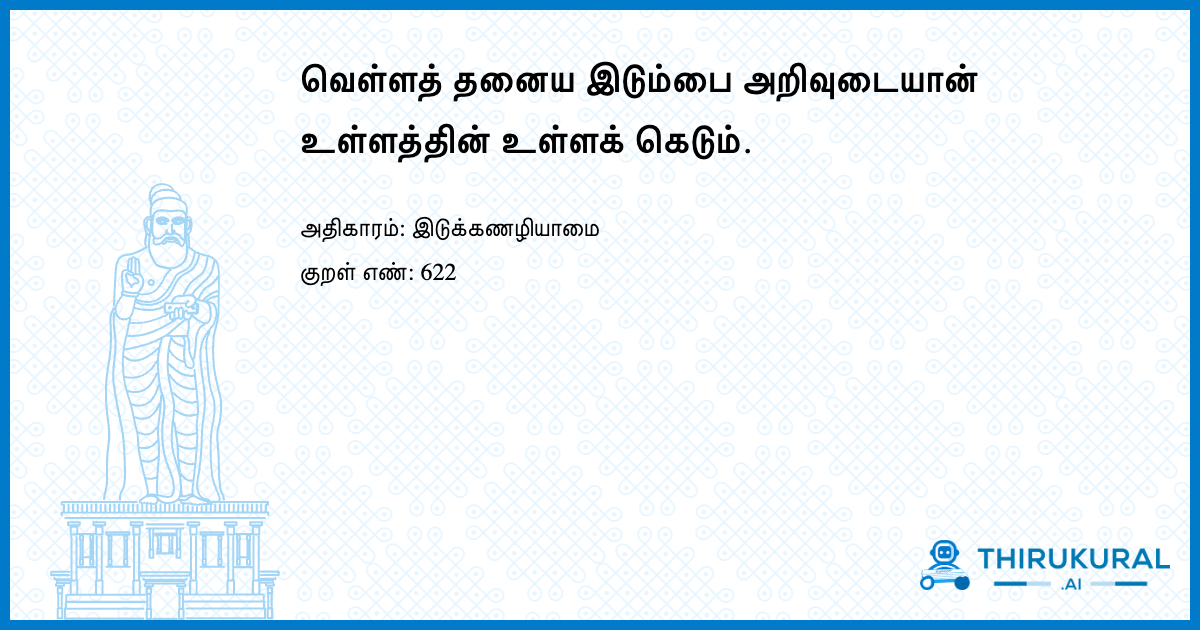 வெள்ளத் தனைய இடும்பை அறிவுடையான்
உள்ளத்தின் உள்ளக் கெடும்.
அதிகாரம்: இடுக்கணழியாமை
குறள் எண்: 622
THIRUKURAL
.AI